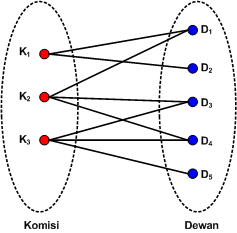 K1 D1
D2
K2 D3
K3 D4
D5
Komisi Dewan